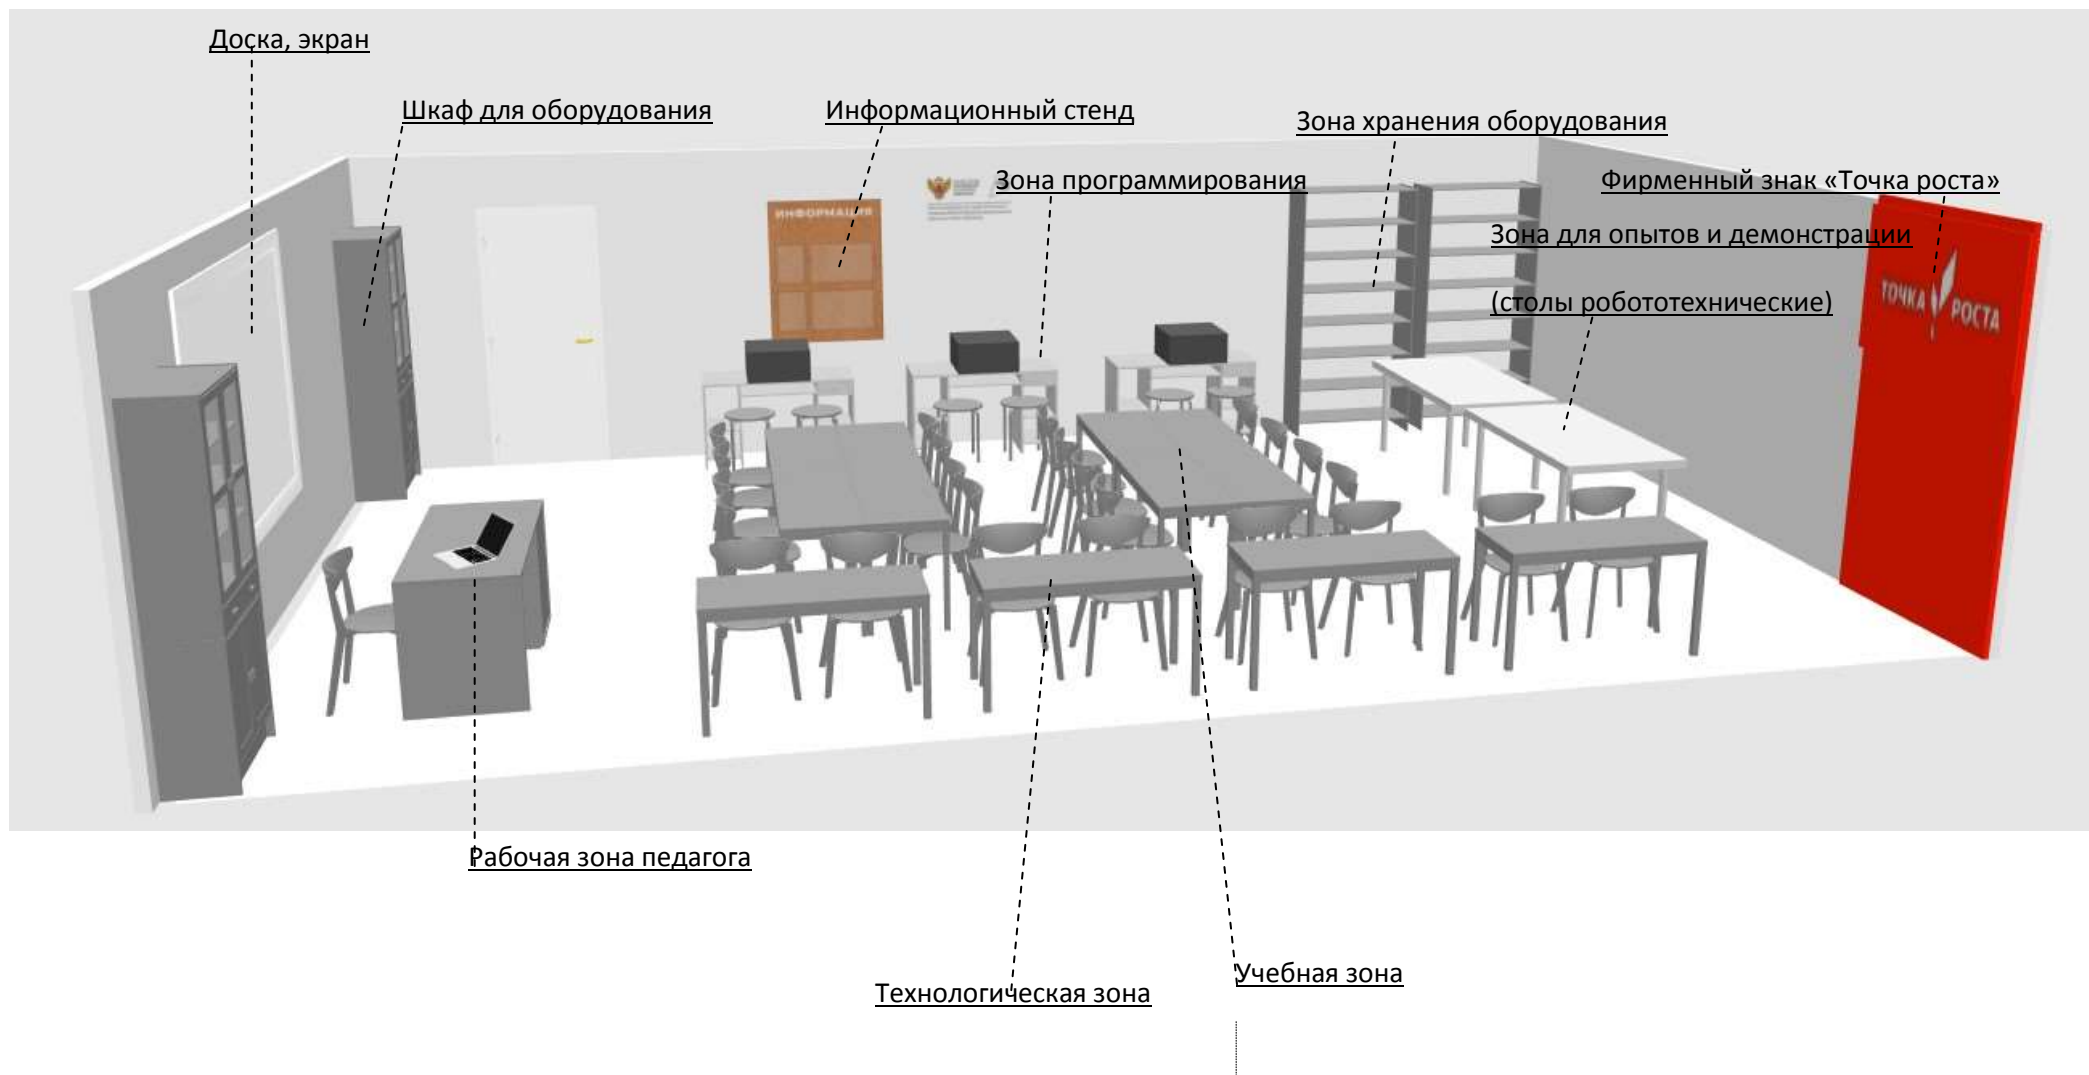 Доска, экран
Шкаф для оборудования
Информационный стенд
Зона хранения оборудования
Зона программирования
Фирменный знак «Точка роста»
Зона для опытов и демонстрации
(столы робототехнические)
ИНФОРМАЦИЯ
ТОЧКА РОСТА
Рабочая зона педагога
Учебная зона
Технологическая зона